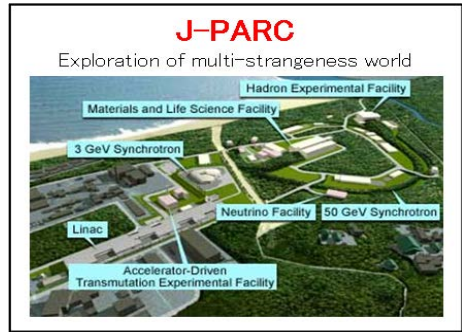 J-PARC
Exploration of multi-strangeness world
Hadron Experimental Facility
Materials and Life Science Facility
3 GeV Synchrotron
Neutrino Facility
50 GeV Synchrotron
Linac
Accelerator-Driven
Transmutation Experimental Facility